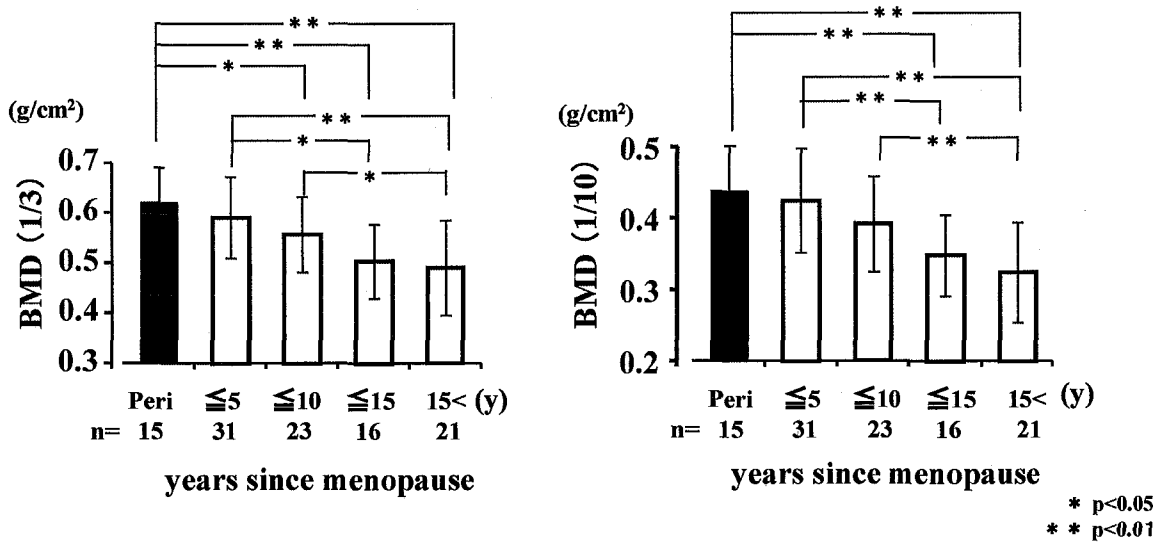 * *
* *
*
(g/cm²)
* *
*
*
BMD (1/3)
0.7
0.6
0.5
0.4
0.3
Peri ≦5 ≦10 ≦15 15< (y)
n= 15 31 23 16 21
years since menopause
* *
* *
* *
(g/cm²)
* *
* *
BMD (1/10)
0.5
0.4
0.3
0.2
Peri ≦5 ≦10 ≦15 15< (y)
n= 15 31 23 16 21
years since menopause
* p<0.05
* * p<0.01